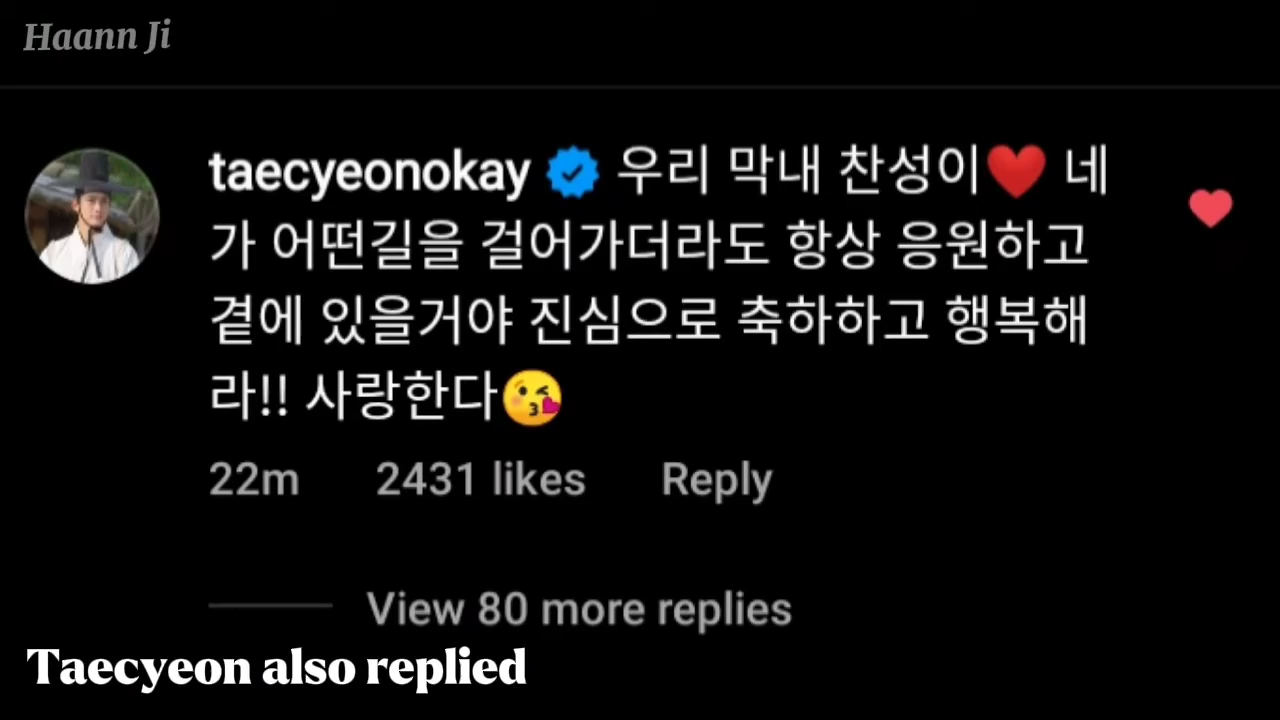 Haann Ji
taecyeonokay 우리 막내 찬성이❤️ 네
가 어떤길을 걸어가더라도 항상 응원하고
곁에 있을거야 진심으로 축하하고 행복해
라!! 사랑한다😘
22m 2431 likes Reply
View 80 more replies
Taecyeon also replied